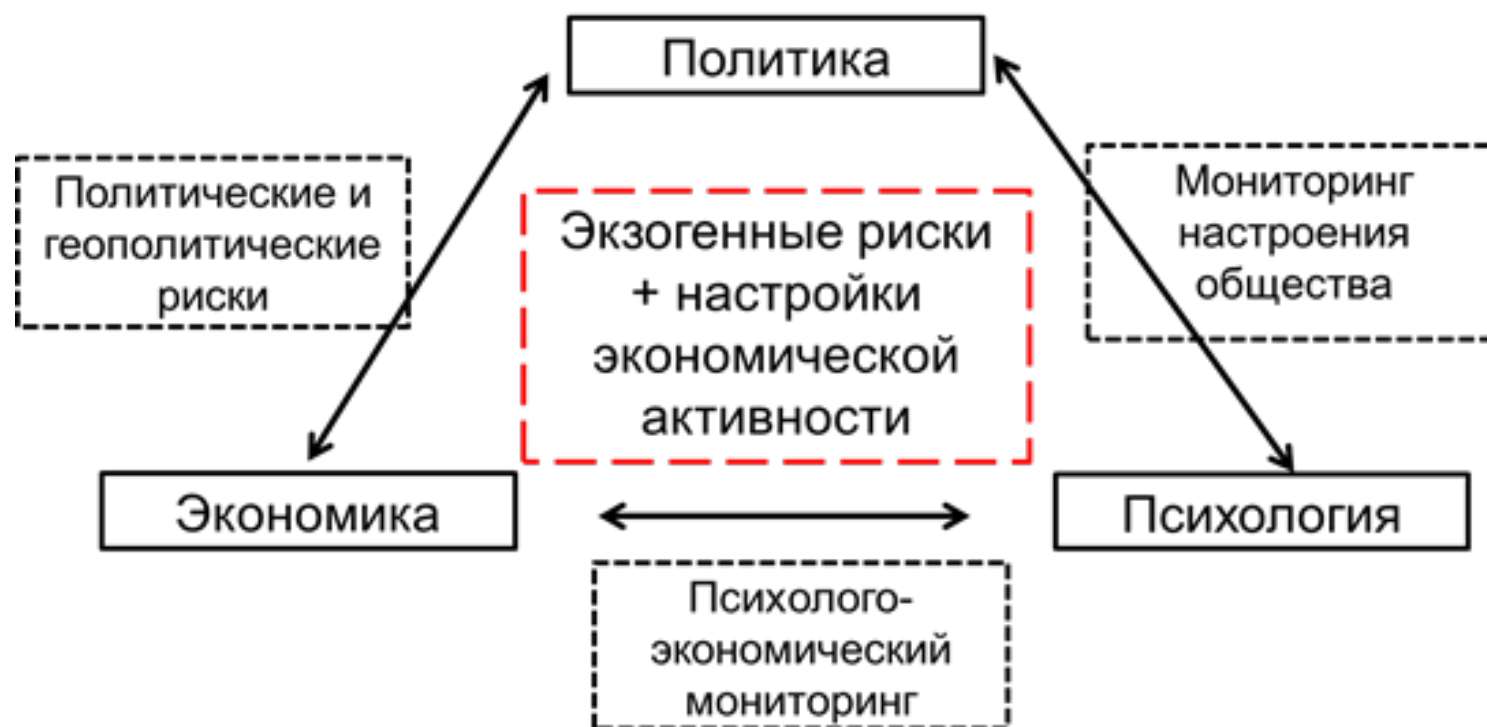 Политика
Политические и
геополитические
риски
Экзогенные риски
+ настройки
экономической
активности
Мониторинг
настроения
общества
Экономика
Психология
Психолого-
экономический
мониторинг